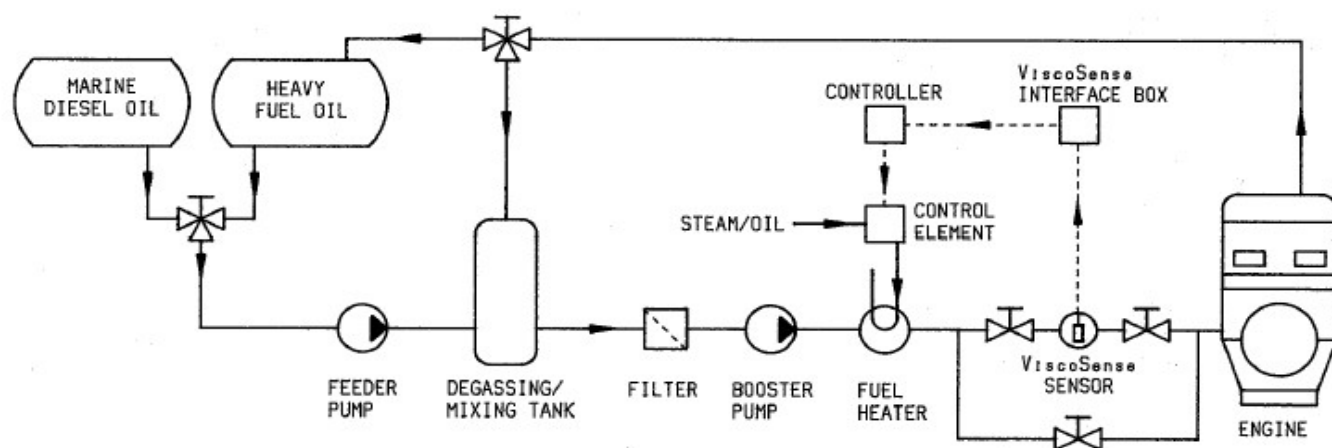 MARINE
DIESEL OIL
HEAVY
FUEL OIL
CONTROLLER
ViscoSense
INTERFACE BOX
STEAM/OIL
CONTROL
ELEMENT
FEEDER
PUMP
DEGASSING/
MIXING TANK
FILTER
BOOSTER
PUMP
FUEL
HEATER
ViscoSense
SENSOR
ENGINE